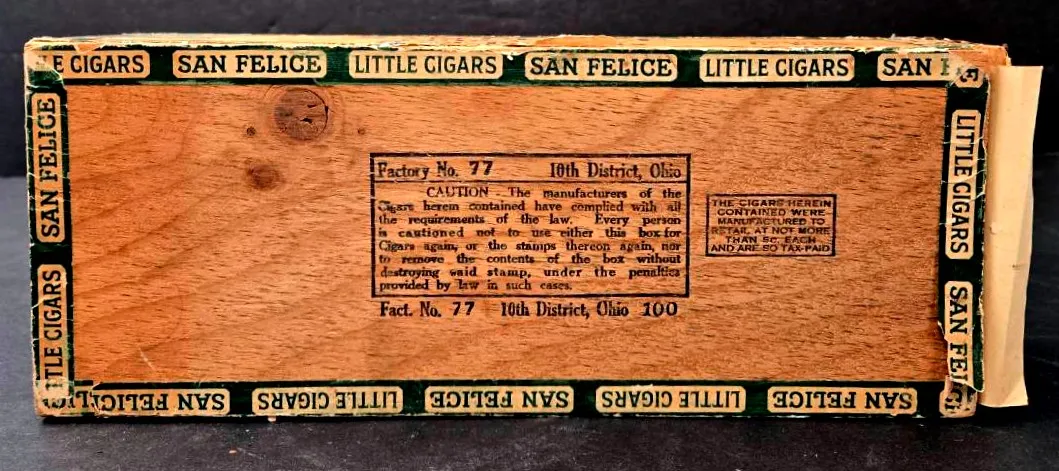 LE CIGARS SAN FELICE LITTLE CIGARS SAN FELICE LITTLE CIGARS SAN FE
SAN FELICE
TLE CIGARS
Factory No. 77 10th District, Ohio
CAUTION - The manufacturers of the
Cigars herein contained have complied with all
the requirements of the law. Every person
is cautioned not to use either this box for
Cigars again, or the stamps thereon again, nor
to remove the contents of the box without
destroying said stamp, under the penalties
provided by law in such cases.
Fact. No. 77 10th District, Ohio 100
THE CIGARS HEREIN
CONTAINED WERE
MANUFACTURED TO
RETAIL AT NOT MORE
THAN 5C. EACH
AND ARE SO TAX-PAID
LITTLE CIGARS
SAN FE
SAN FELICE LITTLE CIGARS SAN FELICE LITTLE CIGARS SAN FELICE